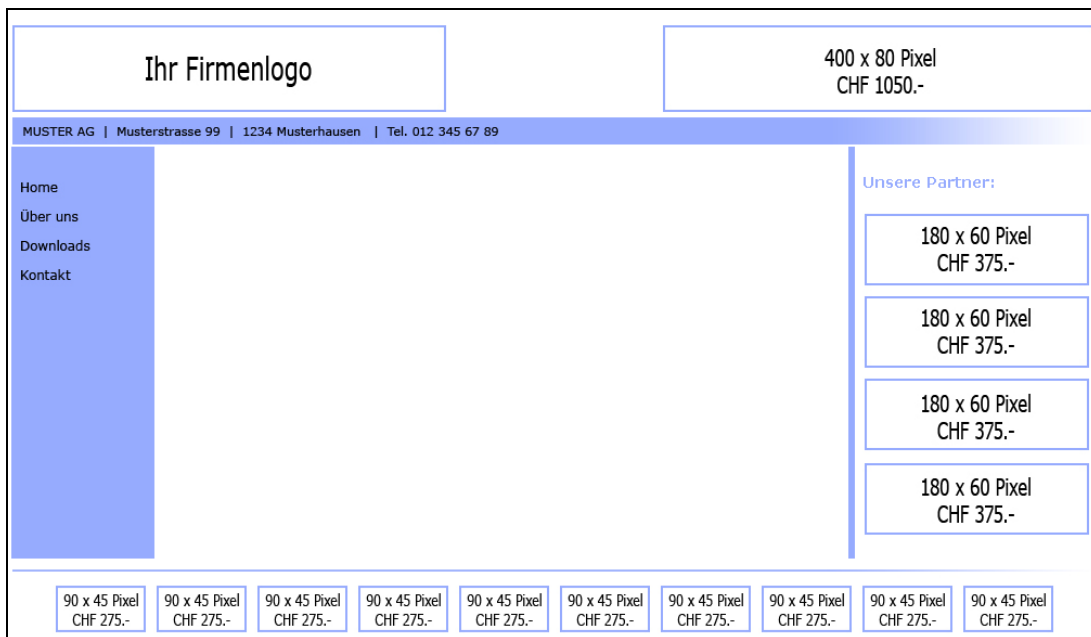 Ihr Firmenlogo
400 x 80 Pixel
CHF 1050.-
MUSTER AG | Musterstrasse 99 | 1234 Musterhausen | Tel. 012 345 67 89
Home
Über uns
Downloads
Kontakt
Unsere Partner:
180 x 60 Pixel
CHF 375.-
180 x 60 Pixel
CHF 375.-
180 x 60 Pixel
CHF 375.-
180 x 60 Pixel
CHF 375.-
90 x 45 Pixel
CHF 275.-
90 x 45 Pixel
CHF 275.-
90 x 45 Pixel
CHF 275.-
90 x 45 Pixel
CHF 275.-
90 x 45 Pixel
CHF 275.-
90 x 45 Pixel
CHF 275.-
90 x 45 Pixel
CHF 275.-
90 x 45 Pixel
CHF 275.-
90 x 45 Pixel
CHF 275.-
90 x 45 Pixel
CHF 275.-